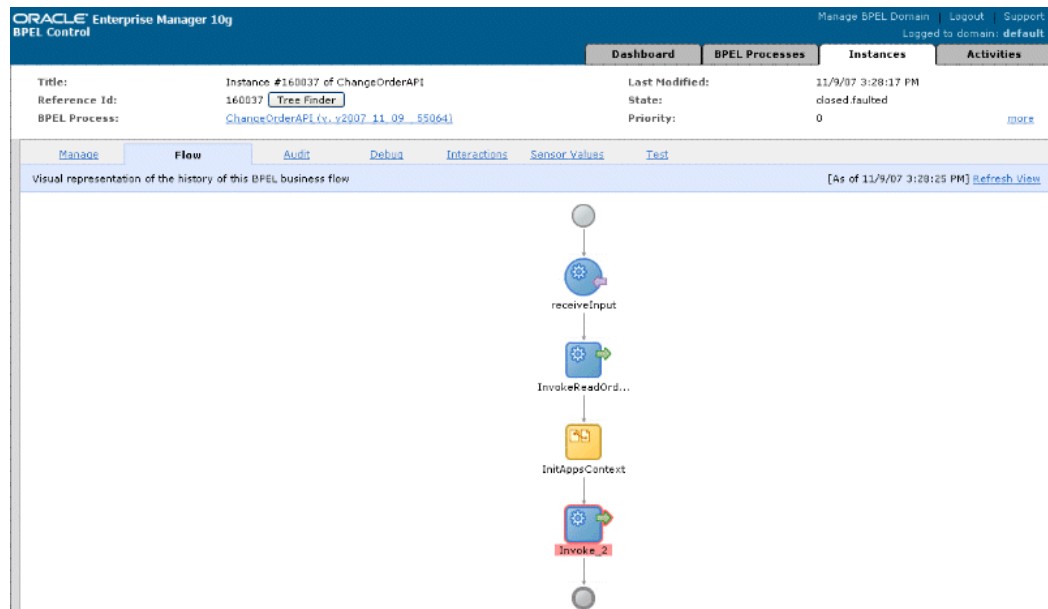 ORACLE Enterprise Manager 10g
BPEL Control
Manage BPEL Domain | Logout | Support
Logged to domain: default
Dashboard BPEL Processes Instances Activities
Title: Instance #160037 of ChangeOrderAPI Last Modified: 11/9/07 3:28:17 PM
Reference Id: 160037 Tree Finder State: closed.faulted
BPEL Process: ChangeOrderAPI (v. v2007_11_09__55064) Priority: 0 more
Manage Flow Audit Debug Interactions Sensor Values Test
Visual representation of the history of this BPEL business flow [As of 11/9/07 3:28:25 PM] Refresh View
receiveInput
InvokeReadOrd...
InitAppsContext
Invoke_2